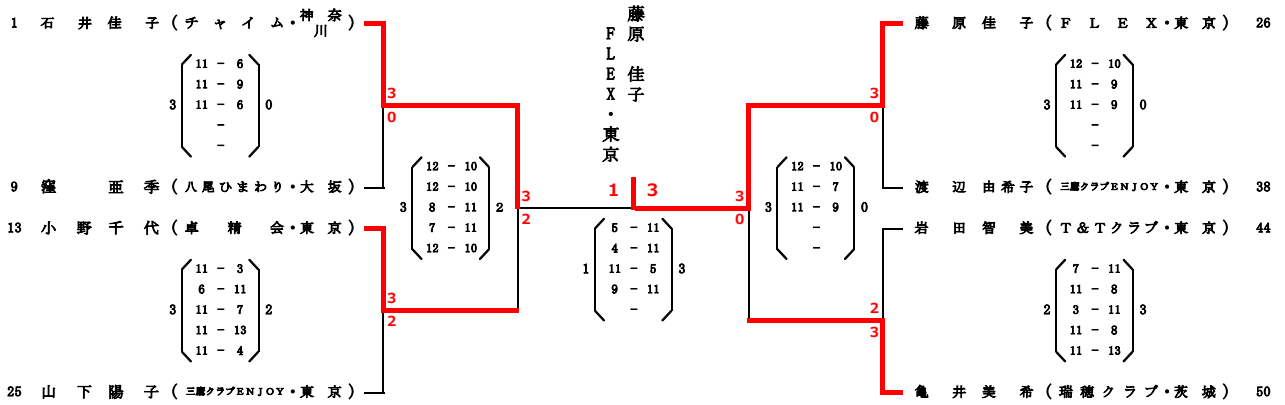 1 石井佳子(チャイム・神奈川)
11 － 6
11 － 9
3 11 － 6 0
－
－
3
0
9 窪亜季(八尾ひまわり・大坂)
12 － 10
12 － 10
3 8 － 11 2
7 － 11
12 － 10
3
2
13 小野千代(卓精会・東京)
11 － 3
6 － 11
3 11 － 7 2
11 － 13
11 － 4
3
2
25 山下陽子(三鷹クラブENJOY・東京)
藤原佳子
FLEX・東京
1 3
5 － 11
4 － 11
1 11 － 5 3
9 － 11
－
藤原佳子(FLEX・東京) 26
12 － 10
11 － 9
3 11 － 9 0
－
－
3
0
渡辺由希子(三鷹クラブENJOY・東京) 38
3
0
12 － 10
11 － 7
3 11 － 9 0
－
－
岩田智美(T&Tクラブ・東京) 44
7 － 11
11 － 8
2 3 － 11 3
11 － 8
11 － 13
2
3
亀井美希(瑞穂クラブ・茨城) 50